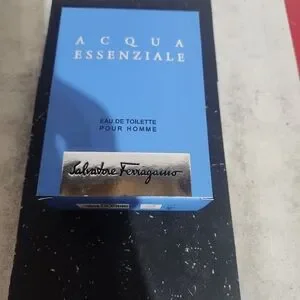 ACQUA
ESSENZIALE
EAU DE TOILETTE
POUR HOMME
Salvatore Ferragamo